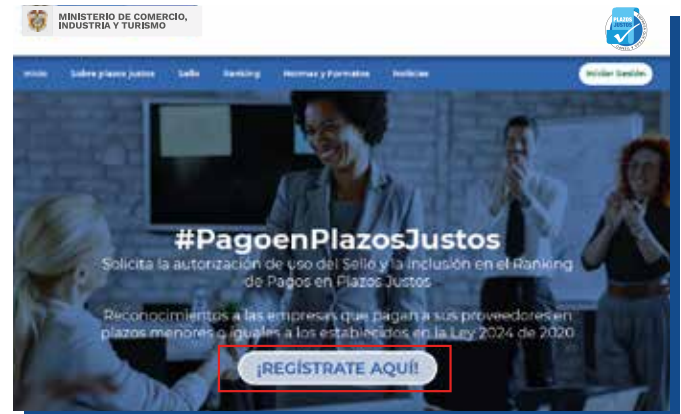 MINISTERIO DE COMERCIO,
INDUSTRIA Y TURISMO
PLAZOS
JUSTOS
Inicio Sobre plazos justos Sello Ranking Normas y Formatos Noticias Iniciar Sesión
#PagoenPlazosJustos
Solicita la autorización de uso del Sello y la inclusión en el Ranking
de Pagos en Plazos Justos
Reconocimientos a las empresas que pagan a sus proveedores en
plazos menores o iguales a los establecidos en la Ley 2024 de 2020
¡REGÍSTRATE AQUÍ!